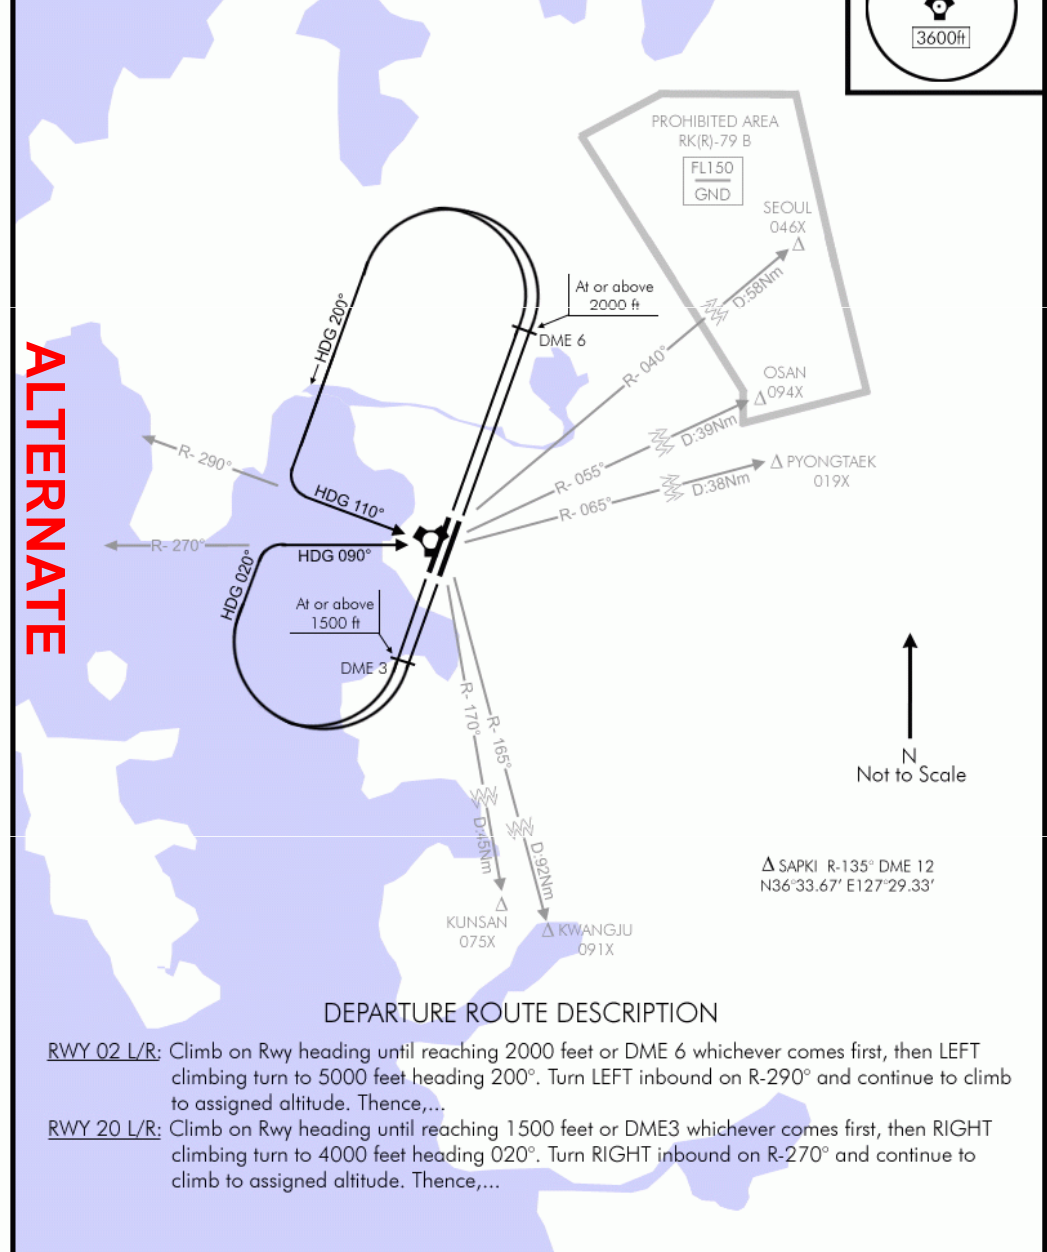 3600ft
PROHIBITED AREA
RK(R)-79 B
FL150
GND
SEOUL
046X
D:58Nm
At or above
2000 ft
DME 6
HDG 200°
R- 040°
OSAN
094X
D:39Nm
R- 055°
PYONGTAEK
019X
D:38Nm
R- 065°
ALTERNATE
R- 290°
HDG 110°
R- 270°
HDG 090°
HDG 020°
At or above
1500 ft
DME 3
R- 170°
R- 165°
N
Not to Scale
D:45Nm
D:92Nm
SAPKI R-135° DME 12
N36°33.67' E127°29.33'
KUNSAN
075X
KWANGJU
091X
DEPARTURE ROUTE DESCRIPTION
RWY 02 L/R: Climb on Rwy heading until reaching 2000 feet or DME 6 whichever comes first, then LEFT
climbing turn to 5000 feet heading 200°. Turn LEFT inbound on R-290° and continue to climb
to assigned altitude. Thence,...
RWY 20 L/R: Climb on Rwy heading until reaching 1500 feet or DME3 whichever comes first, then RIGHT
climbing turn to 4000 feet heading 020°. Turn RIGHT inbound on R-270° and continue to
climb to assigned altitude. Thence,...